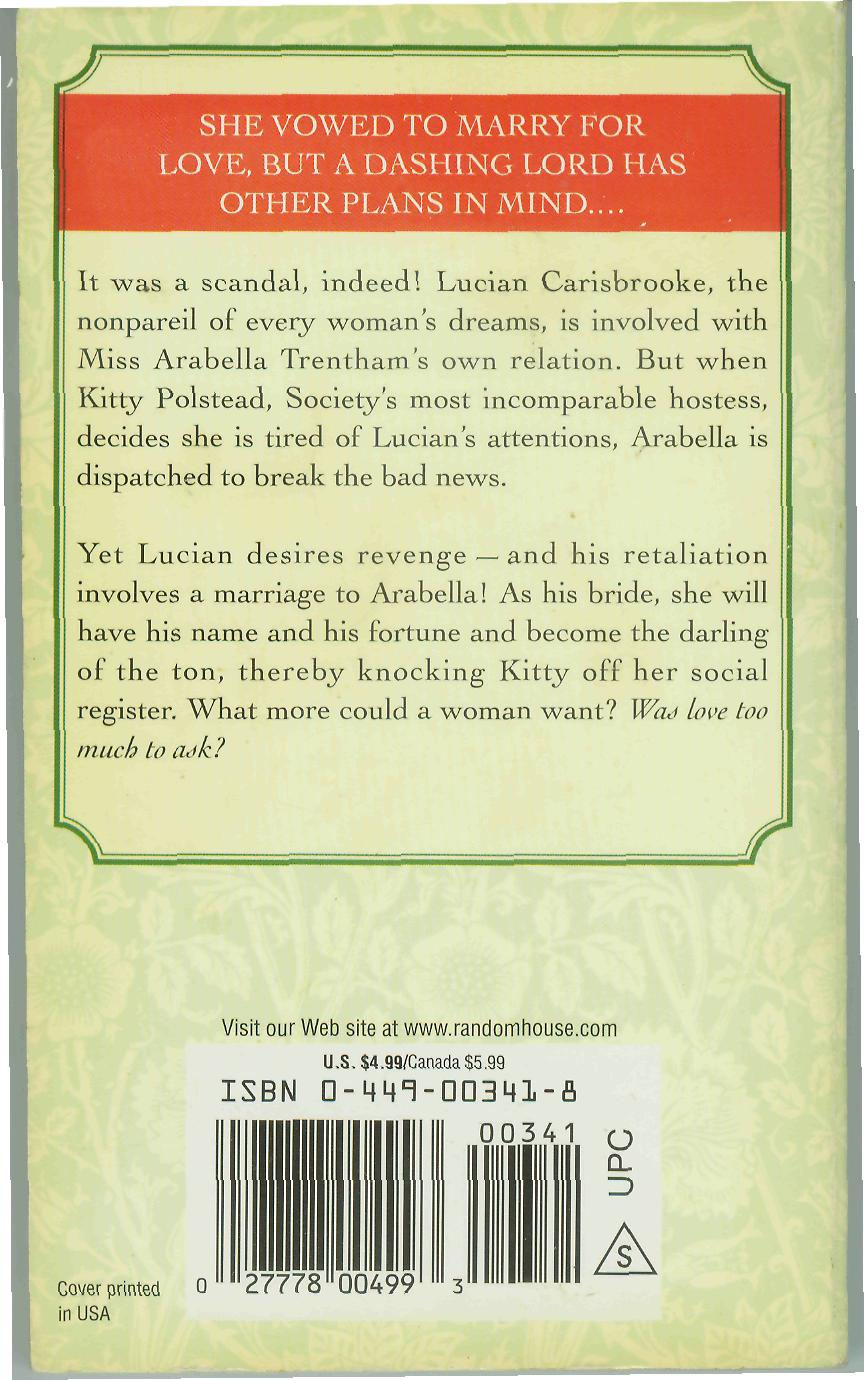 SHE VOWED TO MARRY FOR
LOVE, BUT A DASHING LORD HAS
OTHER PLANS IN MIND....
It was a scandal, indeed! Lucian Carisbrooke, the
nonpareil of every woman's dreams, is involved with
Miss Arabella Trentham's own relation. But when
Kitty Polstead, Society's most incomparable hostess,
decides she is tired of Lucian's attentions, Arabella is
dispatched to break the bad news.
Yet Lucian desires revenge — and his retaliation
involves a marriage to Arabella! As his bride, she will
have his name and his fortune and become the darling
of the ton, thereby knocking Kitty off her social
register. What more could a woman want? Was love too
much to ask?
Visit our Web site at www.randomhouse.com
U.S. $4.99/Canada $5.99
ISBN 0-449-00341-8
00341
UPC
S
0 27778 00499 3
Cover printed
in USA